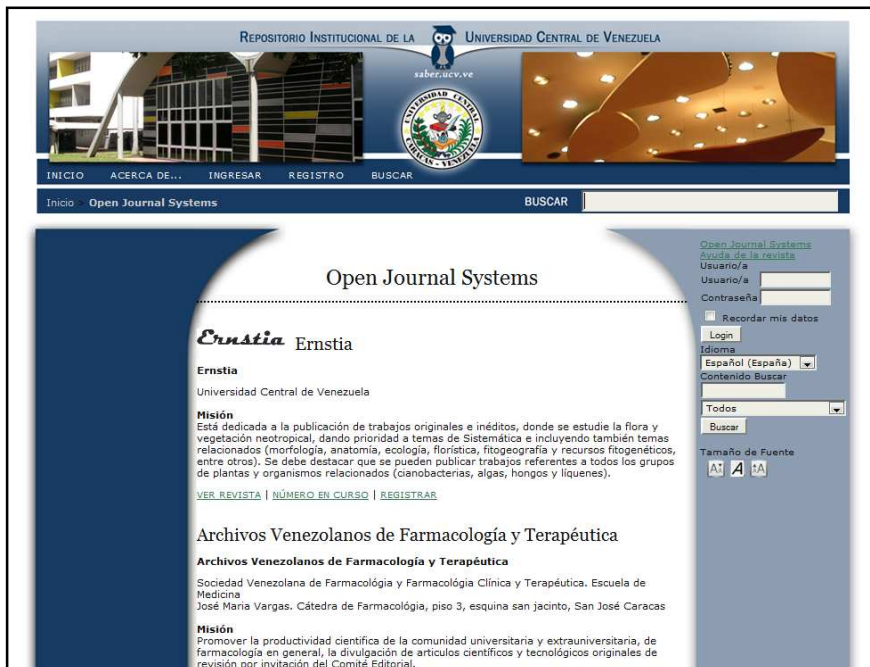 REPOSITORIO INSTITUCIONAL DE LA UNIVERSIDAD CENTRAL DE VENEZUELA
saber.ucv.ve
UNIVERSIDAD CENTRAL
CARACAS - VENEZUELA
INICIO ACERCA DE... INGRESAR REGISTRO BUSCAR
Inicio > Open Journal Systems
BUSCAR
Open Journal Systems
Ernstia Ernstia
Ernstia
Universidad Central de Venezuela
Misión
Está dedicada a la publicación de trabajos originales e inéditos, donde se estudie la flora y
vegetación neotropical, dando prioridad a temas de Sistemática e incluyendo también temas
relacionados (morfología, anatomía, ecología, florística, fitogeografía y recursos fitogenéticos,
entre otros). Se debe destacar que se pueden publicar trabajos referentes a todos los grupos
de plantas y organismos relacionados (cianobacterias, algas, hongos y líquenes).
VER REVISTA | NÚMERO EN CURSO | REGISTRAR
Archivos Venezolanos de Farmacología y Terapéutica
Archivos Venezolanos de Farmacología y Terapéutica
Sociedad Venezolana de Farmacológia y Farmacológia Clínica y Terapéutica. Escuela de
Medicina
José Maria Vargas. Cátedra de Farmacológia, piso 3, esquina san jacinto, San José Caracas
Misión
Promover la productividad cientifica de la comunidad universitaria y extrauniversitaria, de
farmacología en general, la divulgación de articulos científicos y tecnológicos originales de
revisión por invitación del Comité Editorial.
Open Journal Systems
Ayuda de la revista
Usuario/a
Usuario/a
Contraseña
Recordar mis datos
Login
Idioma
Español (España)
Contenido Buscar
Todos
Buscar
Tamaño de Fuente
A A A